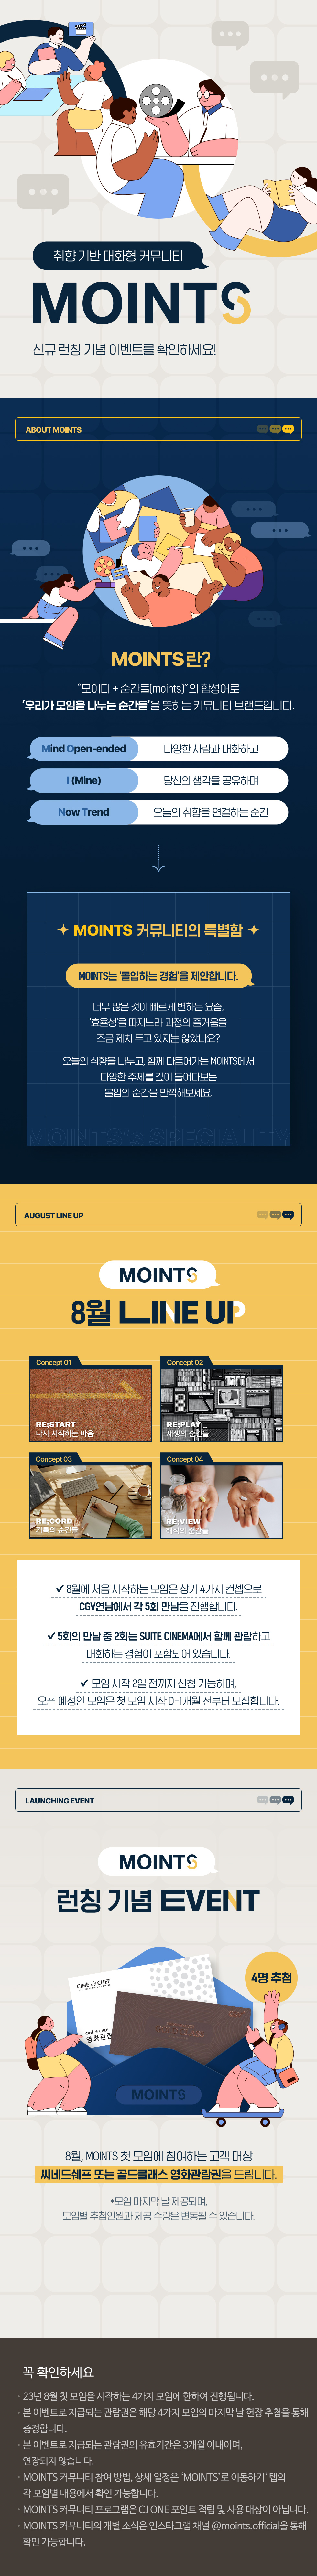 취향 기반 대화형 커뮤니티
MOINTS
신규 런칭 기념 이벤트를 확인하세요!
ABOUT MOINTS
MOINTS란?
“모이다 + 순간들(moints)”의 합성어로
‘우리가 모임을 나누는 순간들’을 뜻하는 커뮤니티 브랜드입니다.
Mind Open-ended 다양한 사람과 대화하고
I (Mine) 당신의 생각을 공유하며
Now Trend 오늘의 취향을 연결하는 순간
MOINTS 커뮤니티의 특별함
MOINTS는 '몰입하는 경험'을 제안합니다.
너무 많은 것이 빠르게 변하는 요즘,
'효율성'을 따지느라 과정의 즐거움을
조금 제쳐 두고 있지는 않았나요?
오늘의 취향을 나누고, 함께 다듬어가는 MOINTS에서
다양한 주제를 깊이 들여다보는
몰입의 순간을 만끽해보세요.
MOINTS's SPECIALITY
AUGUST LINE UP
MOINTS
8월 LINE UP
Concept 01
RE;START
다시 시작하는 마음
Concept 02
RE;PLAY
재생의 순간들
Concept 03
RE;CORD
기록의 순간들
Concept 04
RE;VIEW
✓ 8월에 처음 시작하는 모임은 상기 4가지 컨셉으로
CGV연남에서 각 5회 만남을 진행합니다.
✓ 5회의 만남 중 2회는 SUITE CINEMA에서 함께 관람하고
대화하는 경험이 포함되어 있습니다.
✓ 모임 시작 2일 전까지 신청 가능하며,
오픈 예정인 모임은 첫 모임 시작 D-1개월 전부터 모집합니다.
LAUNCHING EVENT
MOINTS
런칭 기념 EVENT
4명 추첨
CINÉ de CHEF
CINÉ de CHEF
영화관람
MOINTS
8월, MOINTS 첫 모임에 참여하는 고객 대상
씨네드쉐프 또는 골드클래스 영화관람권을 드립니다.
*모임 마지막 날 제공되며,
모임별 추첨인원과 제공 수량은 변동될 수 있습니다.
꼭 확인하세요
· 23년 8월 첫 모임을 시작하는 4가지 모임에 한하여 진행됩니다.
· 본 이벤트로 지급되는 관람권은 해당 4가지 모임의 마지막 날 현장 추첨을 통해
증정합니다.
· 본 이벤트로 지급되는 관람권의 유효기간은 3개월 이내이며,
연장되지 않습니다.
· MOINTS 커뮤니티 참여 방법, 상세 일정은 ‘MOINTS’로 이동하기‘ 탭의
각 모임별 내용에서 확인 가능합니다.
· MOINTS 커뮤니티 프로그램은 CJ ONE 포인트 적립 및 사용 대상이 아닙니다.
· MOINTS 커뮤니티의 개별 소식은 인스타그램 채널 @moints.official을 통해
확인 가능합니다.